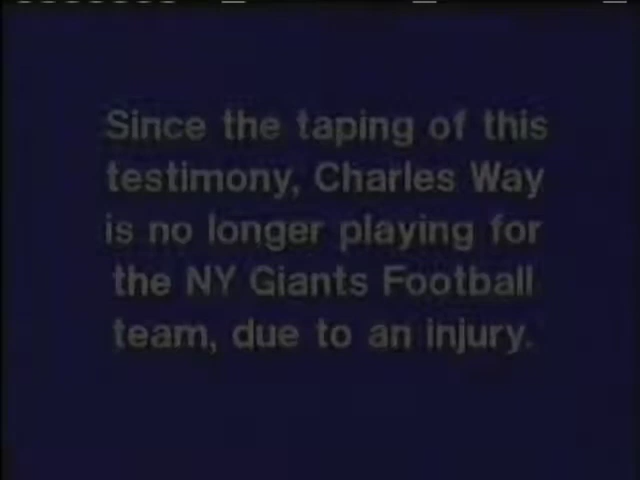 Since the taping of this
testimony, Charles Way
is no longer playing for
the NY Giants Football
team, due to an injury.